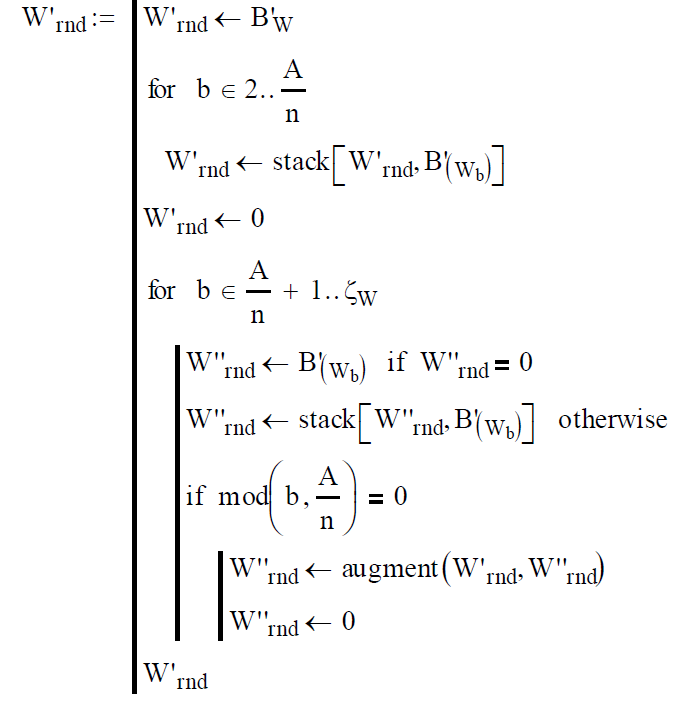 W'rnd := W'rnd ← B'W
for b ∈ 2.. A/n
W'rnd ← stack[W'rnd, B'(Wb)]
W'rnd ← 0
for b ∈ A/n + 1..ζW
W''rnd ← B'(Wb) if W''rnd = 0
W''rnd ← stack[W''rnd, B'(Wb)] otherwise
if mod(b, A/n) = 0
W''rnd ← augment(W'rnd, W''rnd)
W''rnd ← 0
W'rnd